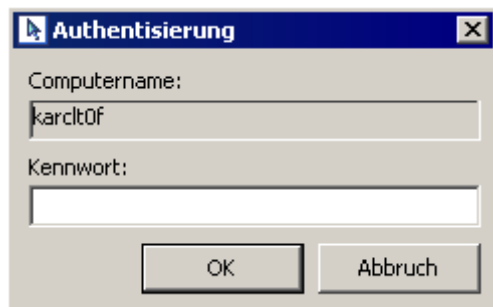 Authentisierung
Computername:
karclt0f
Kennwort:
OK Abbruch